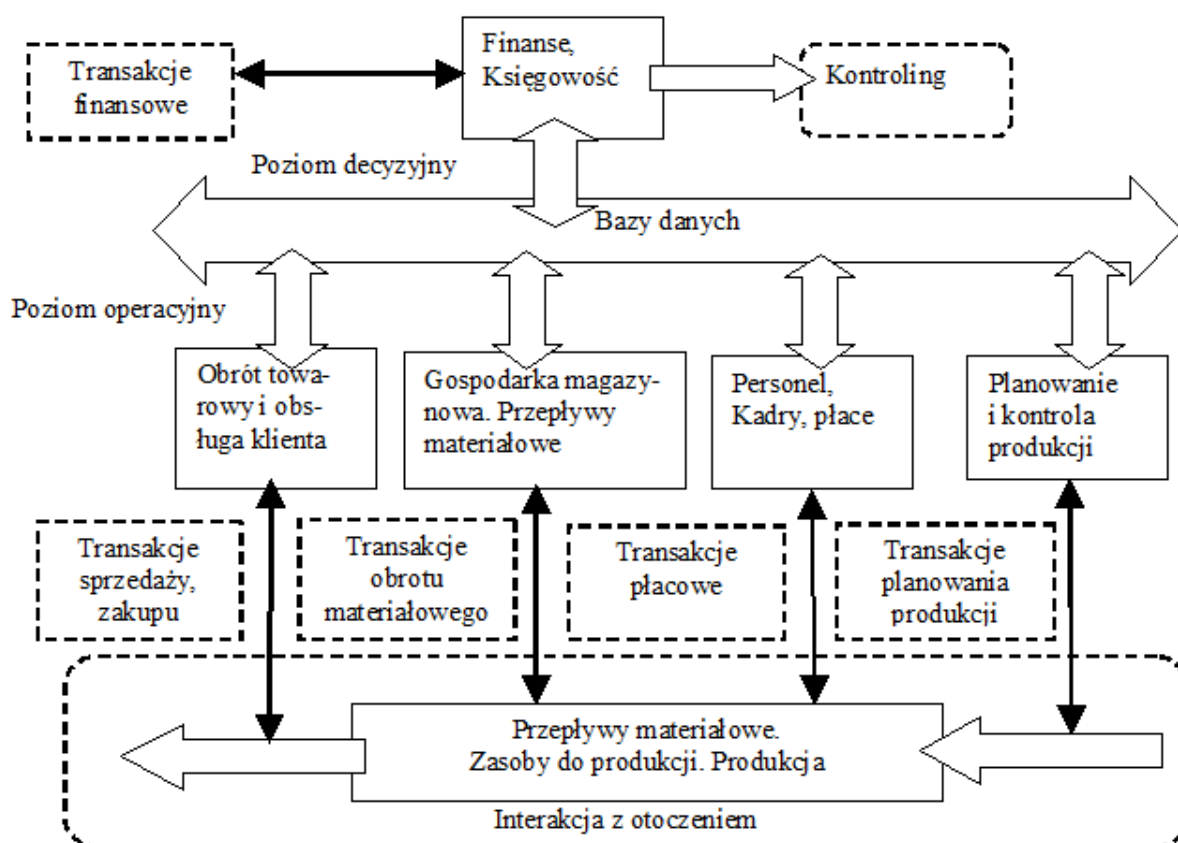 Transakcje
finansowe
Finanse,
Księgowość
Kontroling
Poziom decyzyjny
Bazy danych
Poziom operacyjny
Obrót towa-
rowy i obs-
ługa klienta
Gospodarka magazy-
nowa. Przepływy
materiałowe
Personel,
Kadry, płace
Planowanie
i kontrola
produkcji
Transakcje
sprzedaży,
zakupu
Transakcje
obrotu
materiałowego
Transakcje
płacowe
Transakcje
planowania
produkcji
Przepływy materiałowe.
Zasoby do produkcji. Produkcja
Interakcja z otoczeniem